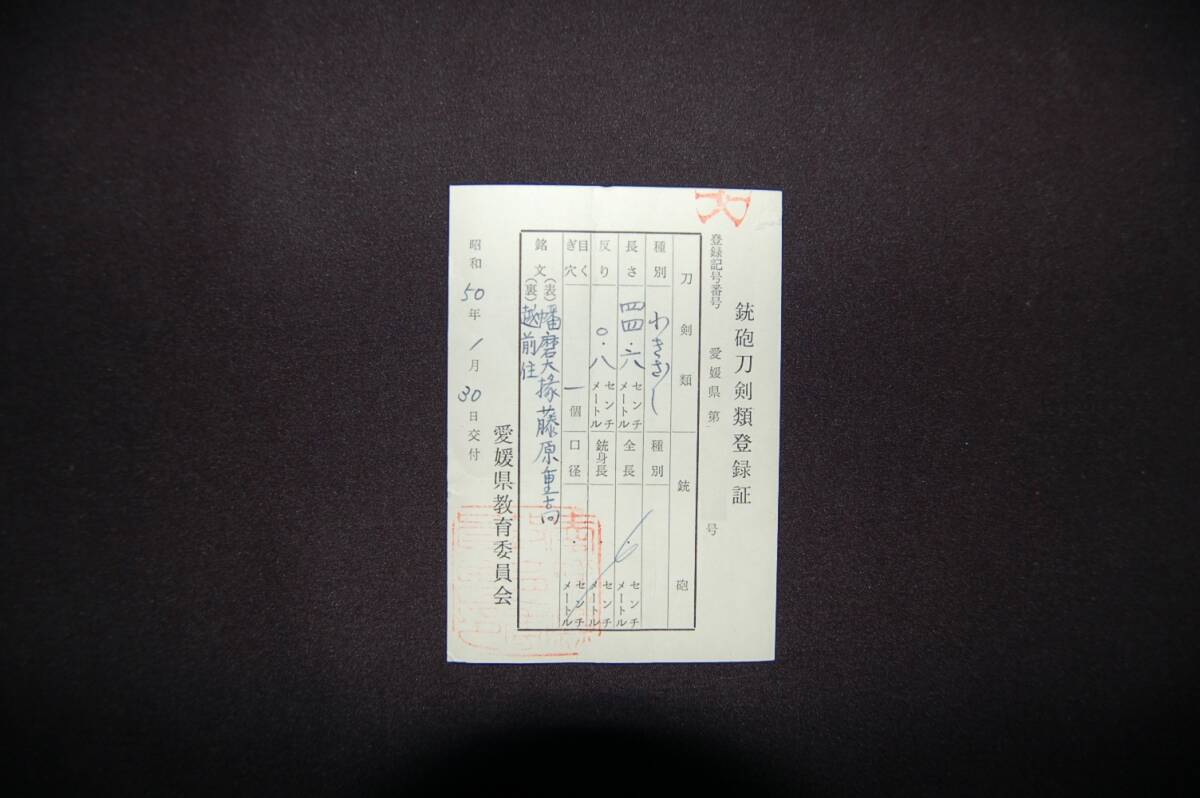 銃砲刀剣類登録証
登録記号番号 愛媛県第 号
刀剣類 銃砲
種別 わきざし 種別
長さ 四四・六 センチメートル 全長 ・ センチメートル
反り 〇・八 センチメートル 銃身長 ・ センチメートル
目くぎ穴 一個 口径 ・ センチメートル
銘文 (表) 幡磨大掾藤原重高
(裏) 越前住
昭和50年1月30日交付
愛媛県教育委員会